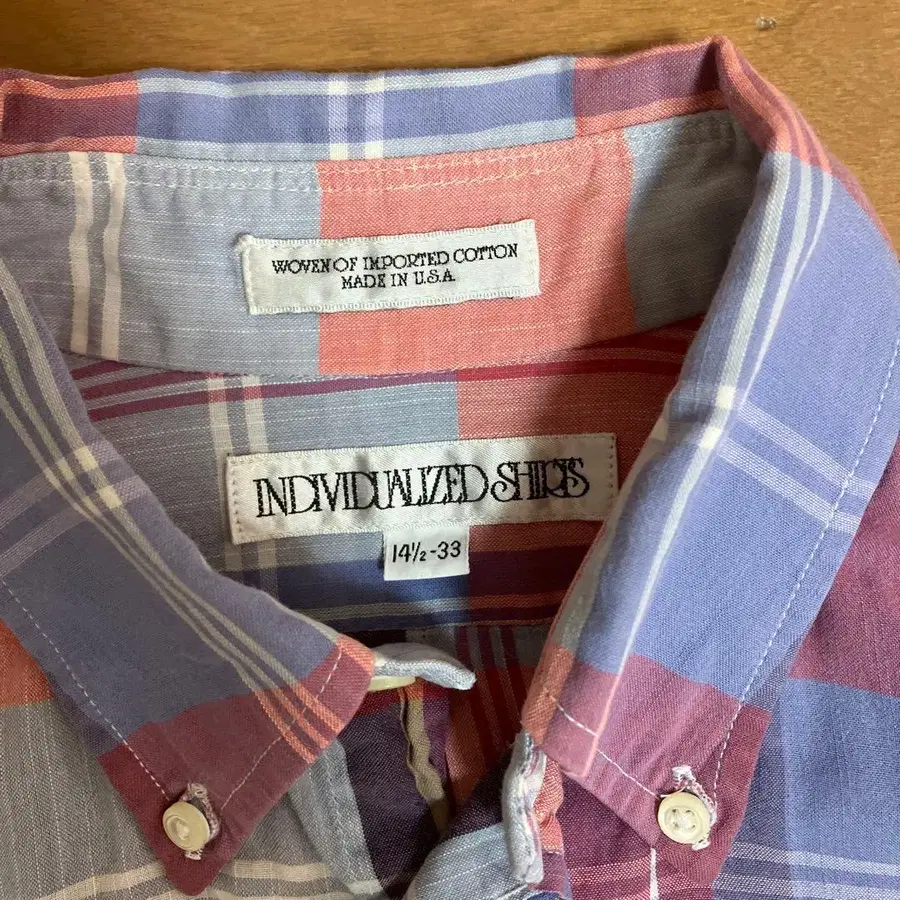 WOVEN OF IMPORTED COTTON
MADE IN U.S.A.
INDIVIDUALIZED SHIRTS
14½-33